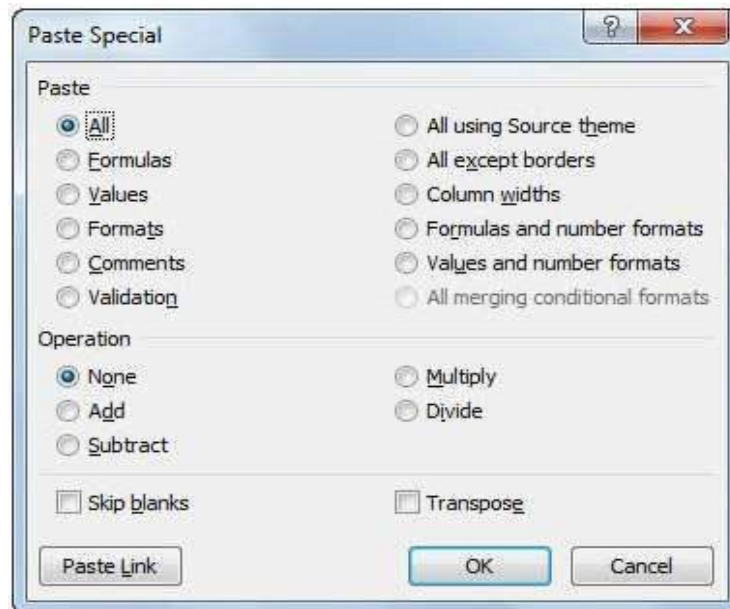 Paste Special
Paste
All
All using Source theme
Formulas
All except borders
Values
Column widths
Formats
Formulas and number formats
Comments
Values and number formats
Validation
All merging conditional formats
Operation
None
Multiply
Add
Divide
Subtract
Skip blanks
Transpose
Paste Link
OK
Cancel